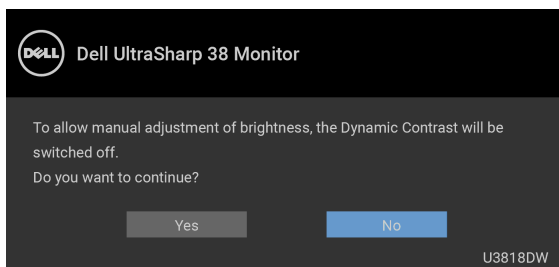 DELL Dell UltraSharp 38 Monitor
To allow manual adjustment of brightness, the Dynamic Contrast will be
switched off.
Do you want to continue?
Yes No
U3818DW